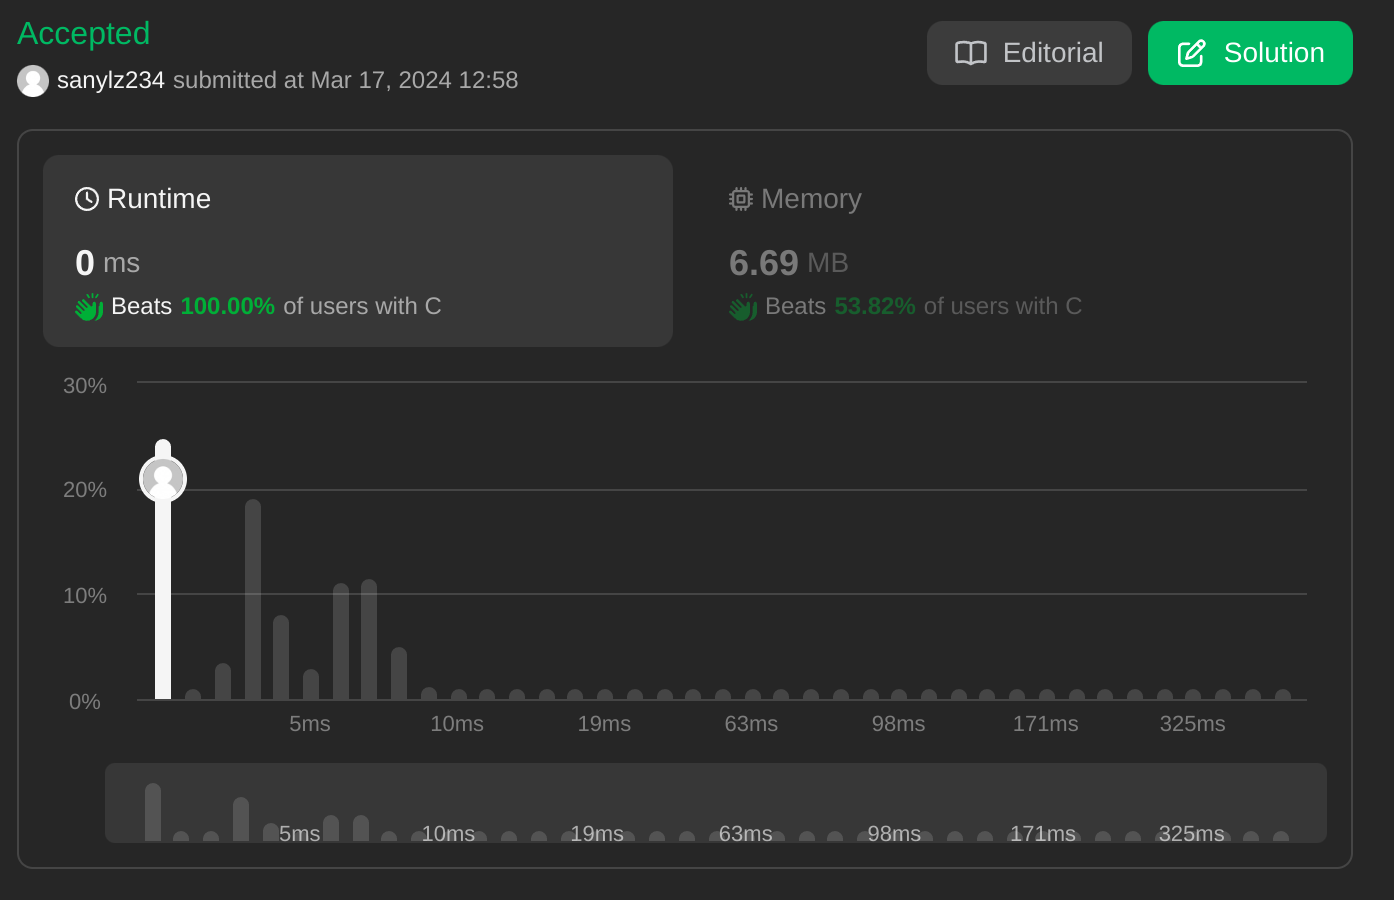 Accepted
Editorial
Solution
sanylz234 submitted at Mar 17, 2024 12:58
Runtime
Memory
0 ms
6.69 MB
Beats 100.00% of users with C
Beats 53.82% of users with C
30%
20%
10%
0%
5ms 10ms 19ms 63ms 98ms 171ms 325ms
5ms 10ms 19ms 63ms 98ms 171ms 325ms